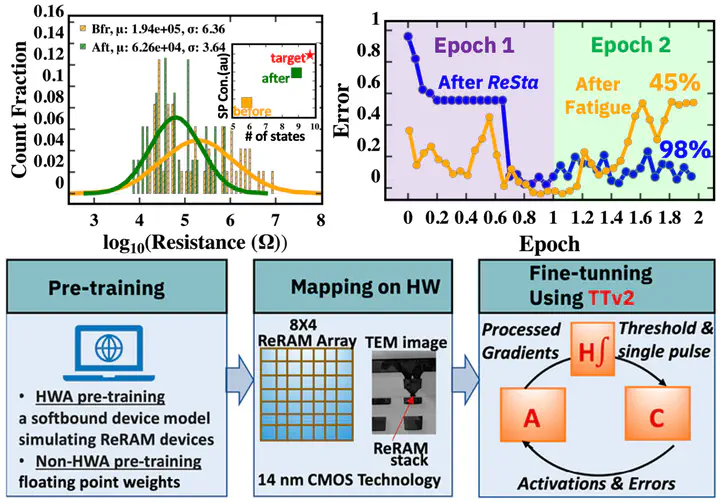 Bfr, μ: 1.94e+05, σ: 6.36
Aft, μ: 6.26e+04, σ: 3.64
0.16
0.14
0.12
0.1
0.08
0.06
0.04
0.02
0
Count Fraction
3 4 5 6 7 8
log10(Resistance (Ω))
SP Con.(au)
target
after
before
5 6 7 8 9 10
# of states
1
0.8
0.6
0.4
0.2
0
Error
Epoch 1
Epoch 2
After ReSta
After
Fatigue
45%
98%
0 0.2 0.4 0.6 0.8 1 1.2 1.4 1.6 1.8 2
Epoch
Pre-training
• HWA pre-training
a softbound device model
simulating ReRAM devices
• Non-HWA pre-training
floating point weights
Mapping on HW
8X4
ReRAM Array
TEM image
ReRAM
stack
14 nm CMOS Technology
Fine-tunning
Using TTv2
Processed
Gradients
Threshold &
single pulse
H∫
A
C
Activations & Errors